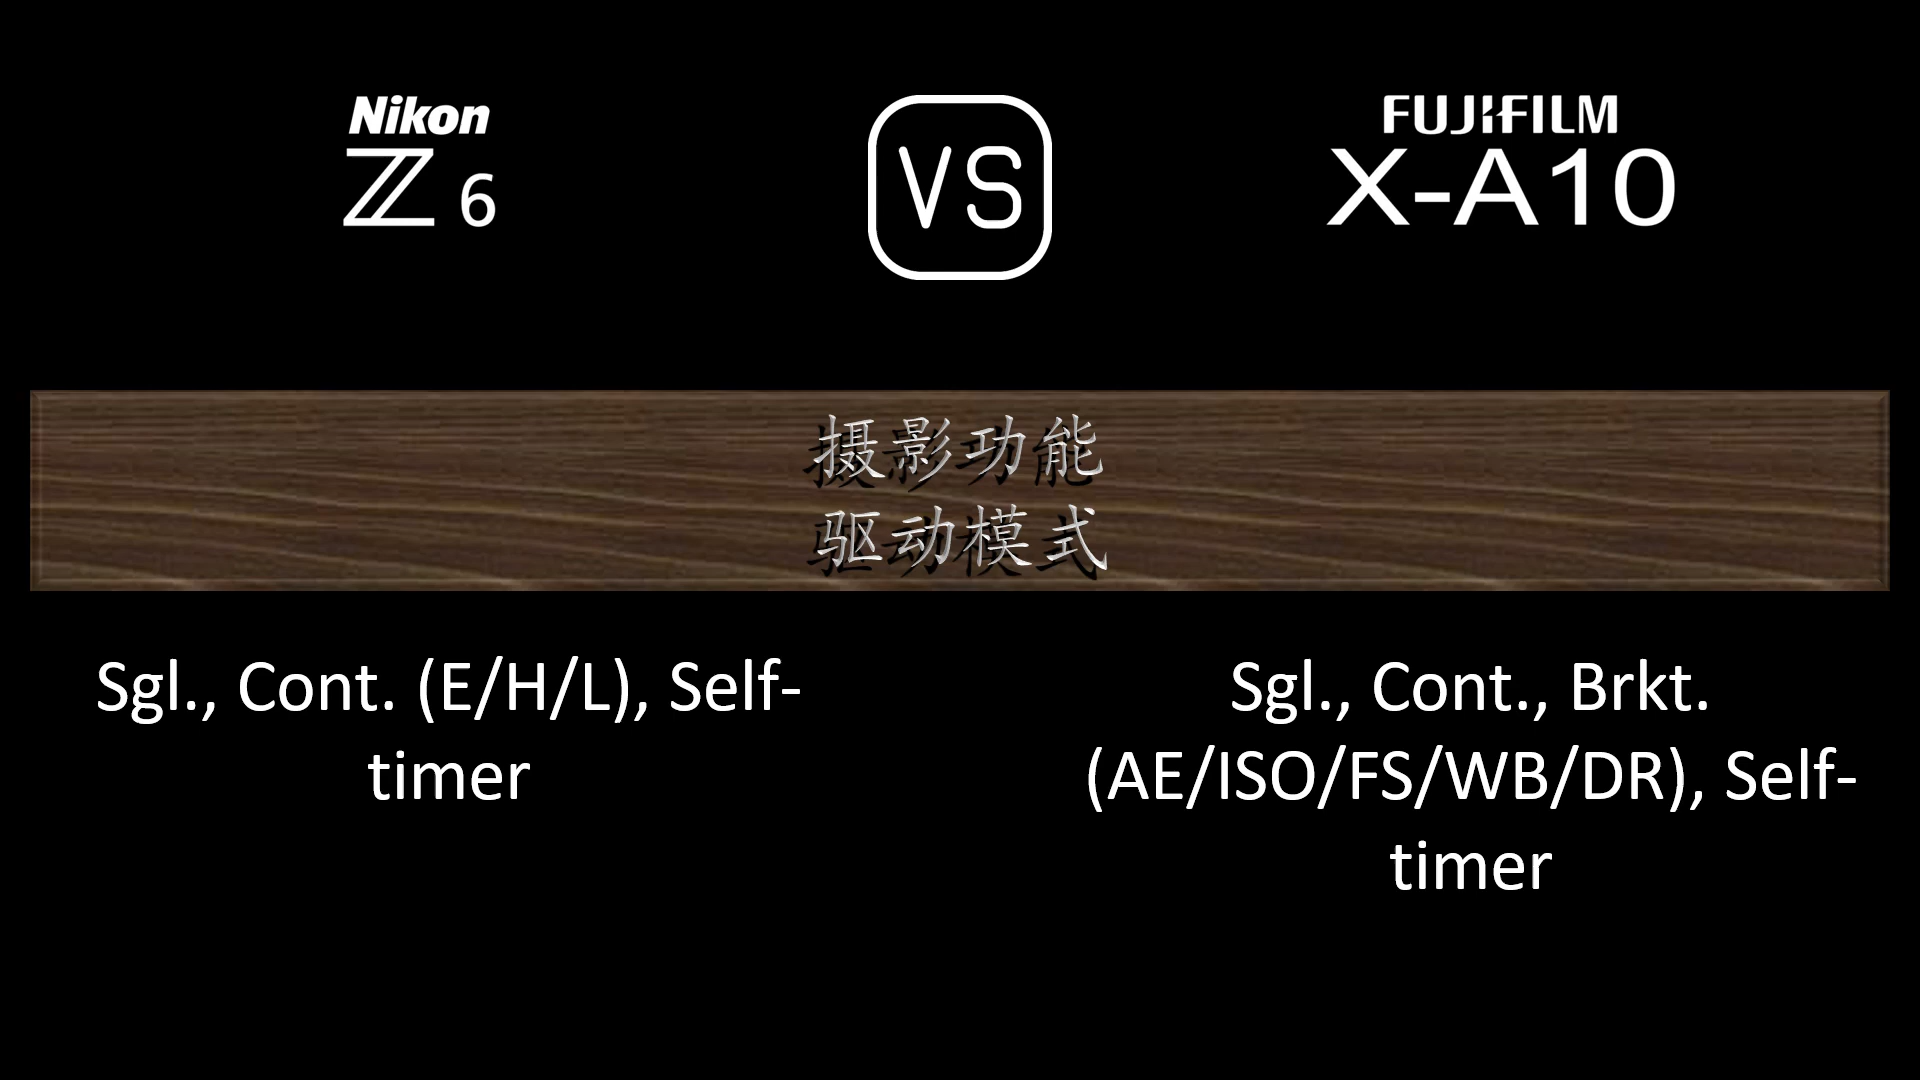 Nikon
Z 6
VS
FUJIFILM
X-A10
摄影功能
驱动模式
Sgl., Cont. (E/H/L), Self-
timer
Sgl., Cont., Brkt.
(AE/ISO/FS/WB/DR), Self-
timer